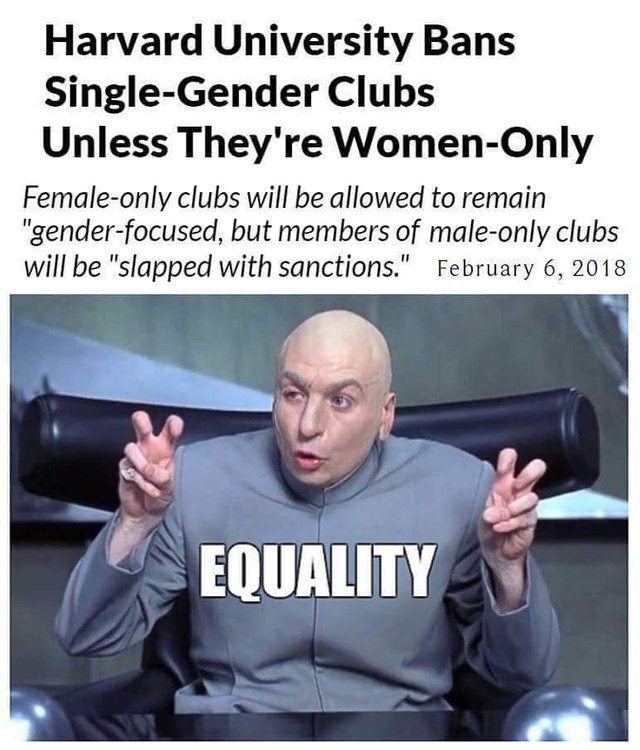 Harvard University Bans
Single-Gender Clubs
Unless They're Women-Only
Female-only clubs will be allowed to remain
"gender-focused, but members of male-only clubs
will be "slapped with sanctions." February 6, 2018
EQUALITY